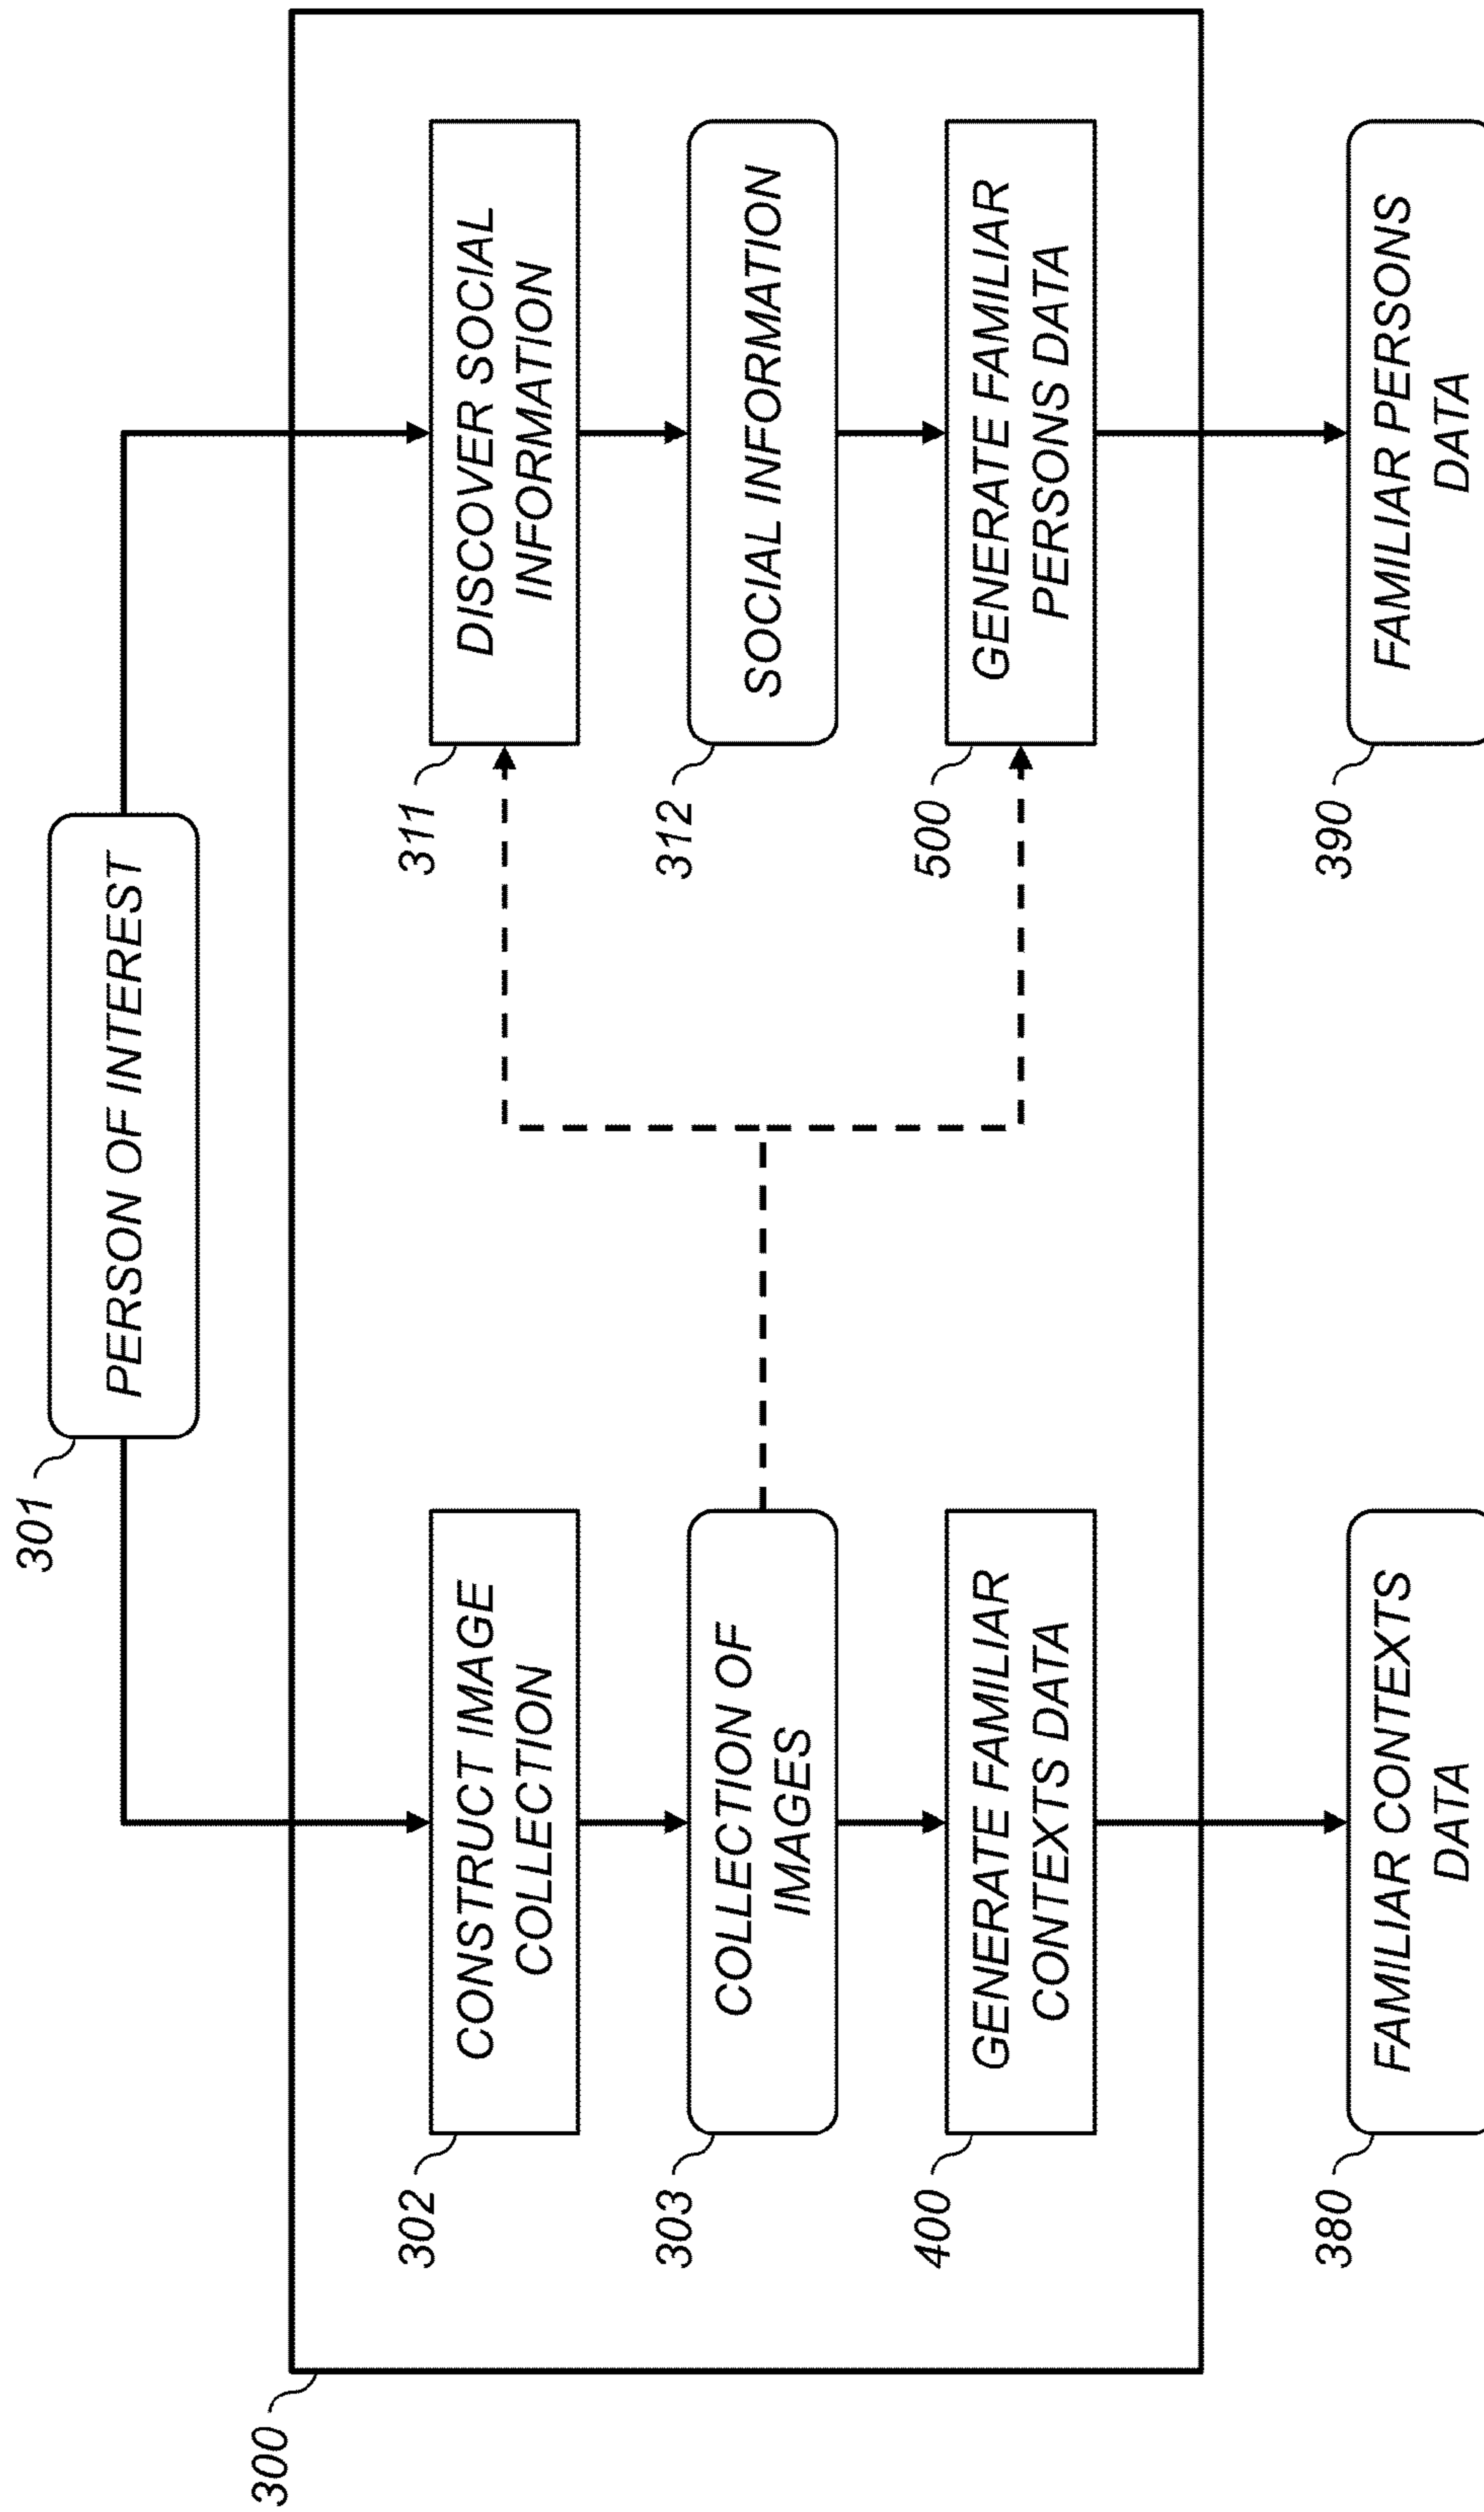 301
PERSON OF INTEREST
300
302
CONSTRUCT IMAGE
COLLECTION
311
DISCOVER SOCIAL
INFORMATION
303
COLLECTION OF
IMAGES
312
SOCIAL INFORMATION
400
GENERATE FAMILIAR
CONTEXTS DATA
500
GENERATE FAMILIAR
PERSONS DATA
380
FAMILIAR CONTEXTS
DATA
390
FAMILIAR PERSONS
DATA